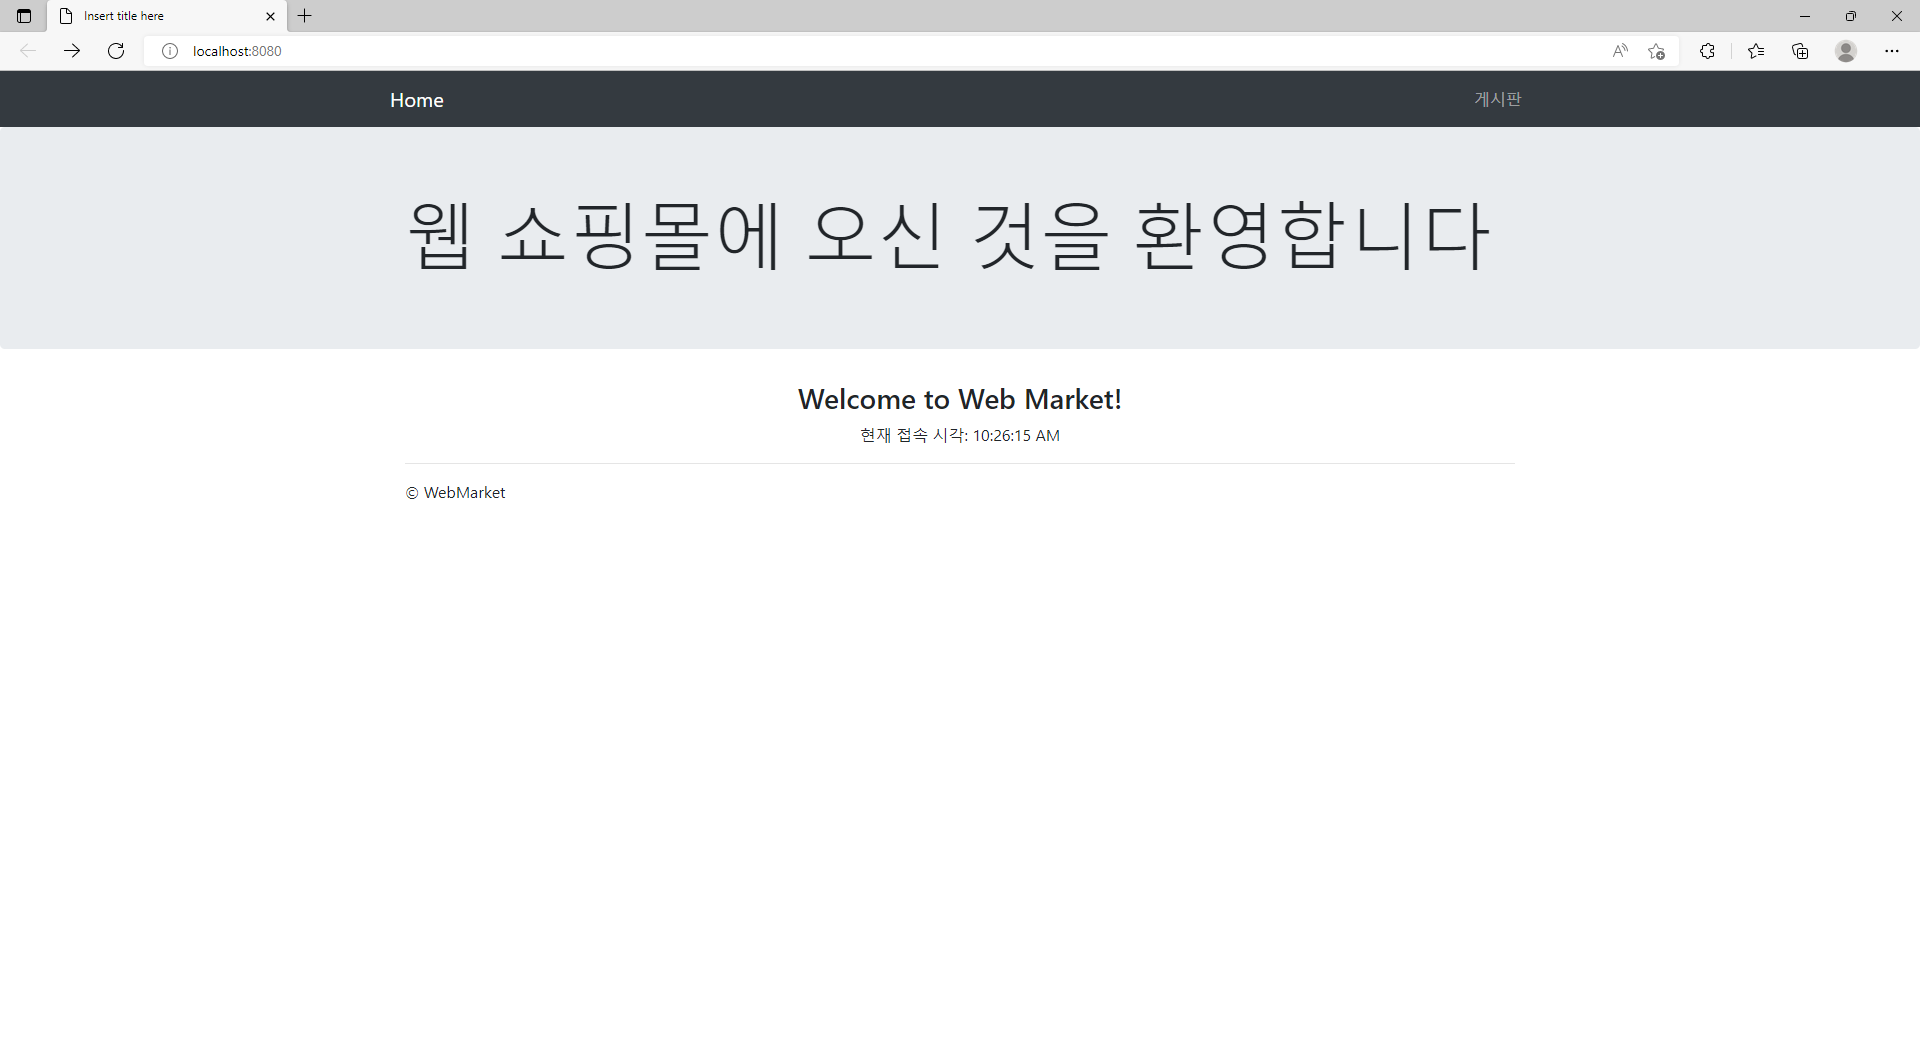 Insert title here
localhost:8080
Home
게시판
웹 쇼핑몰에 오신 것을 환영합니다
Welcome to Web Market!
현재 접속 시각: 10:26:15 AM
© WebMarket